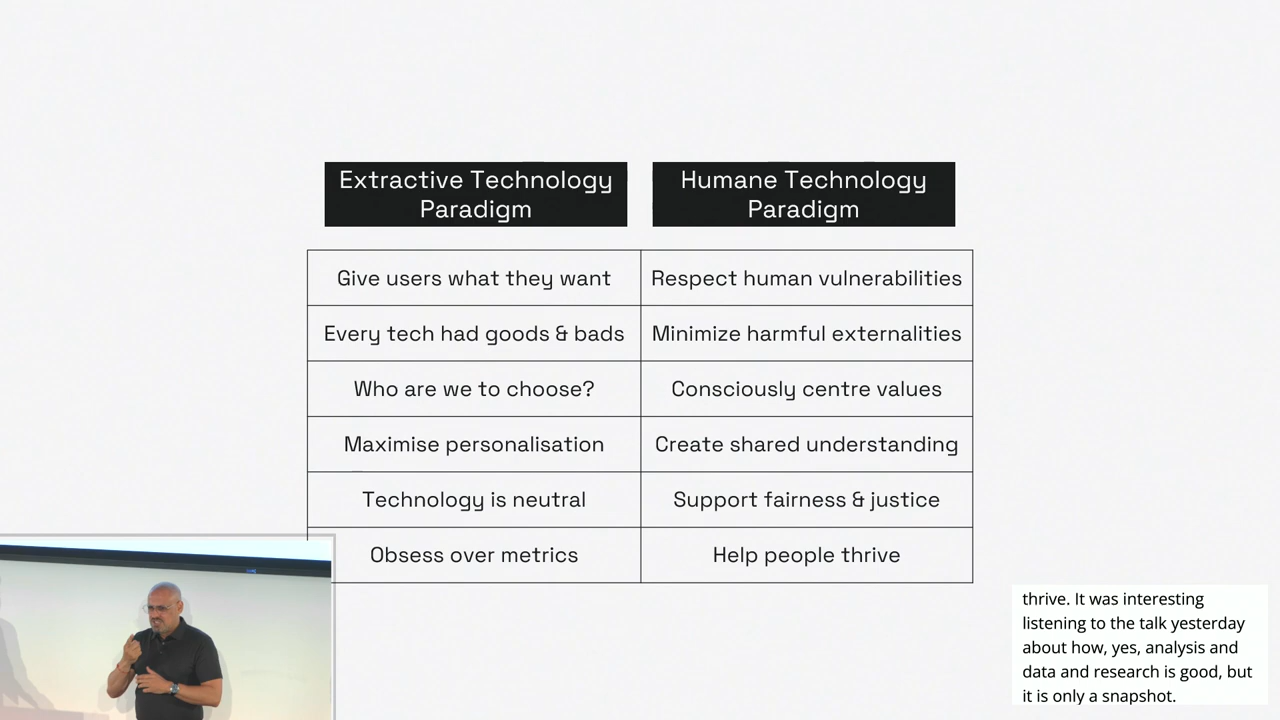 Extractive Technology
Paradigm
Humane Technology
Paradigm
Give users what they want
Respect human vulnerabilities
Every tech had goods & bads
Minimize harmful externalities
Who are we to choose?
Consciously centre values
Maximise personalisation
Create shared understanding
Technology is neutral
Support fairness & justice
Obsess over metrics
Help people thrive
thrive. It was interesting
listening to the talk yesterday
about how, yes, analysis and
data and research is good, but
it is only a snapshot.